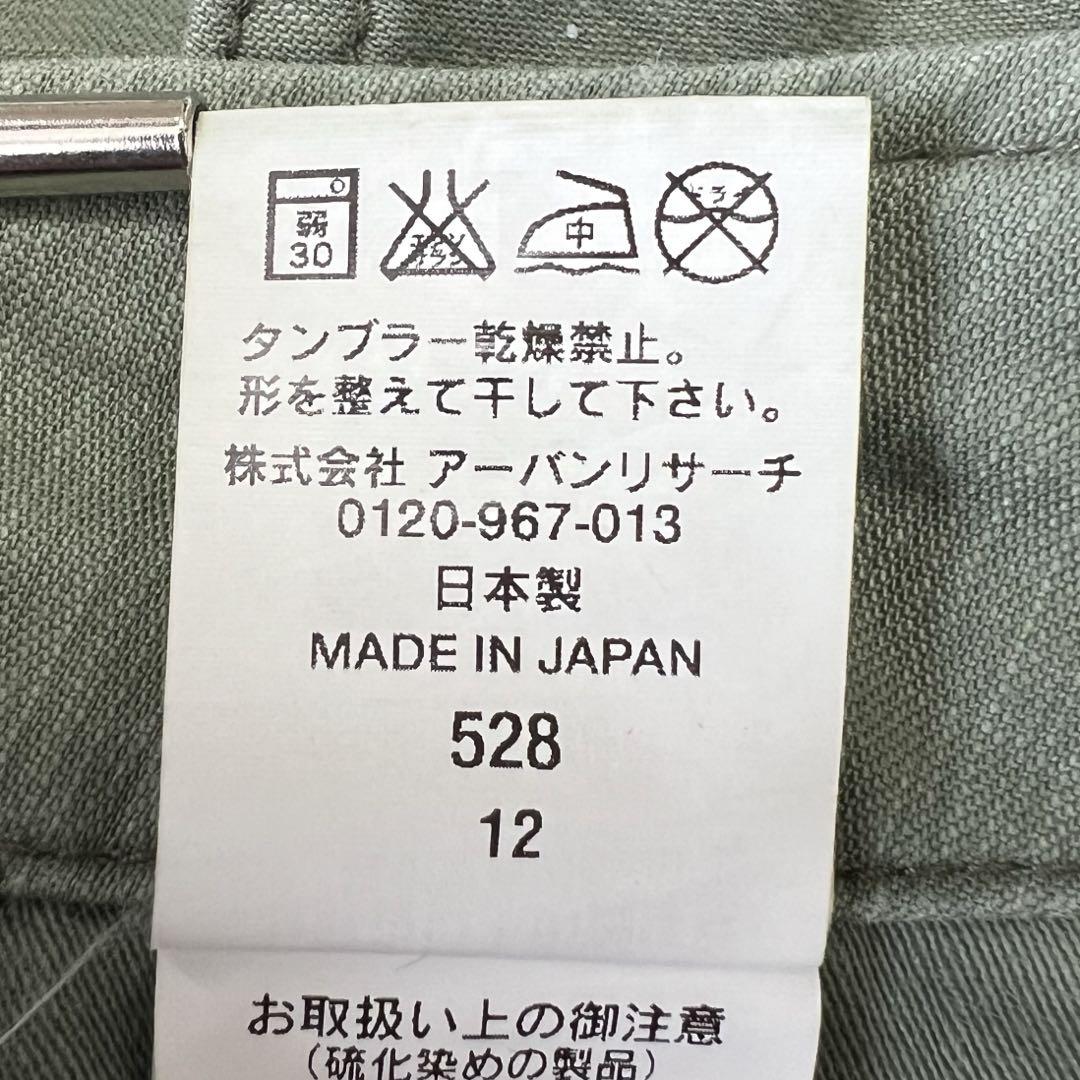 弱
30
中
ドライ
タンブラー乾燥禁止。
形を整えて干して下さい。
株式会社 アーバンリサーチ
0120-967-013
日本製
MADE IN JAPAN
528
12
お取扱い上の御注意
(硫化染めの製品)